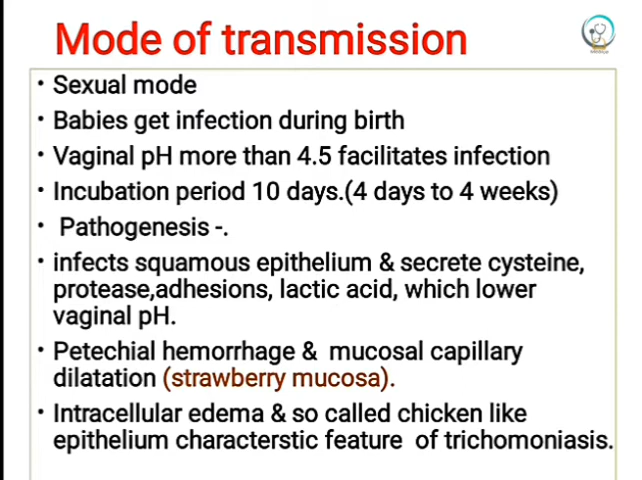 Mode of transmission
• Sexual mode
• Babies get infection during birth
• Vaginal pH more than 4.5 facilitates infection
• Incubation period 10 days.(4 days to 4 weeks)
• Pathogenesis -.
• infects squamous epithelium & secrete cysteine,
protease,adhesions, lactic acid, which lower
vaginal pH.
• Petechial hemorrhage & mucosal capillary
dilatation (strawberry mucosa).
• Intracellular edema & so called chicken like
epithelium characterstic feature of trichomoniasis.